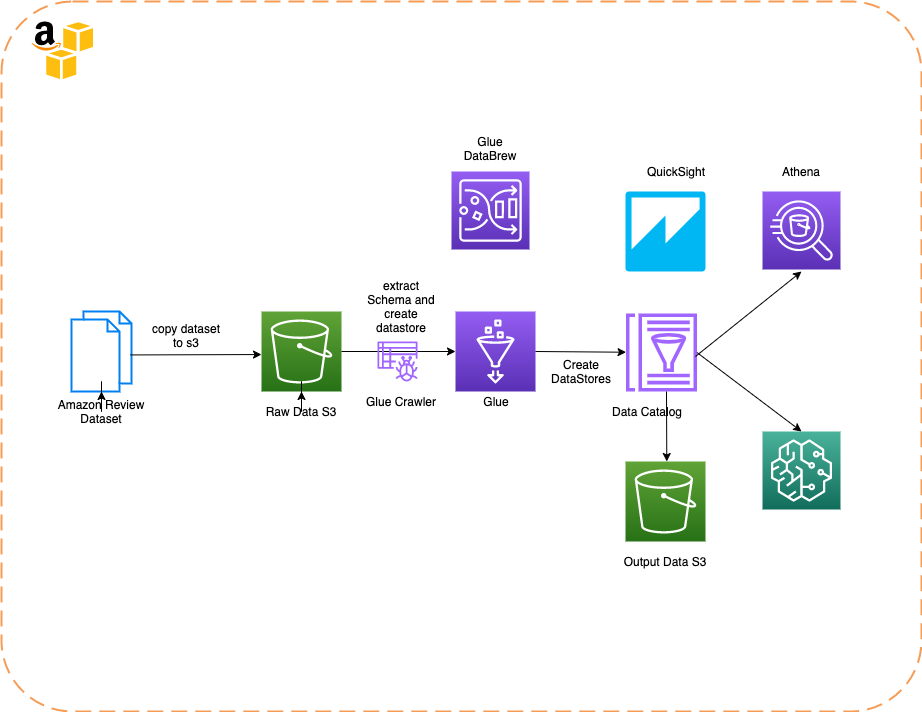 a
Glue
DataBrew
QuickSight
Athena
extract
Schema and
create
datastore
copy dataset
to s3
Create
DataStores
Amazon Review
Dataset
Raw Data S3
Glue Crawler
Glue
Data Catalog
Output Data S3